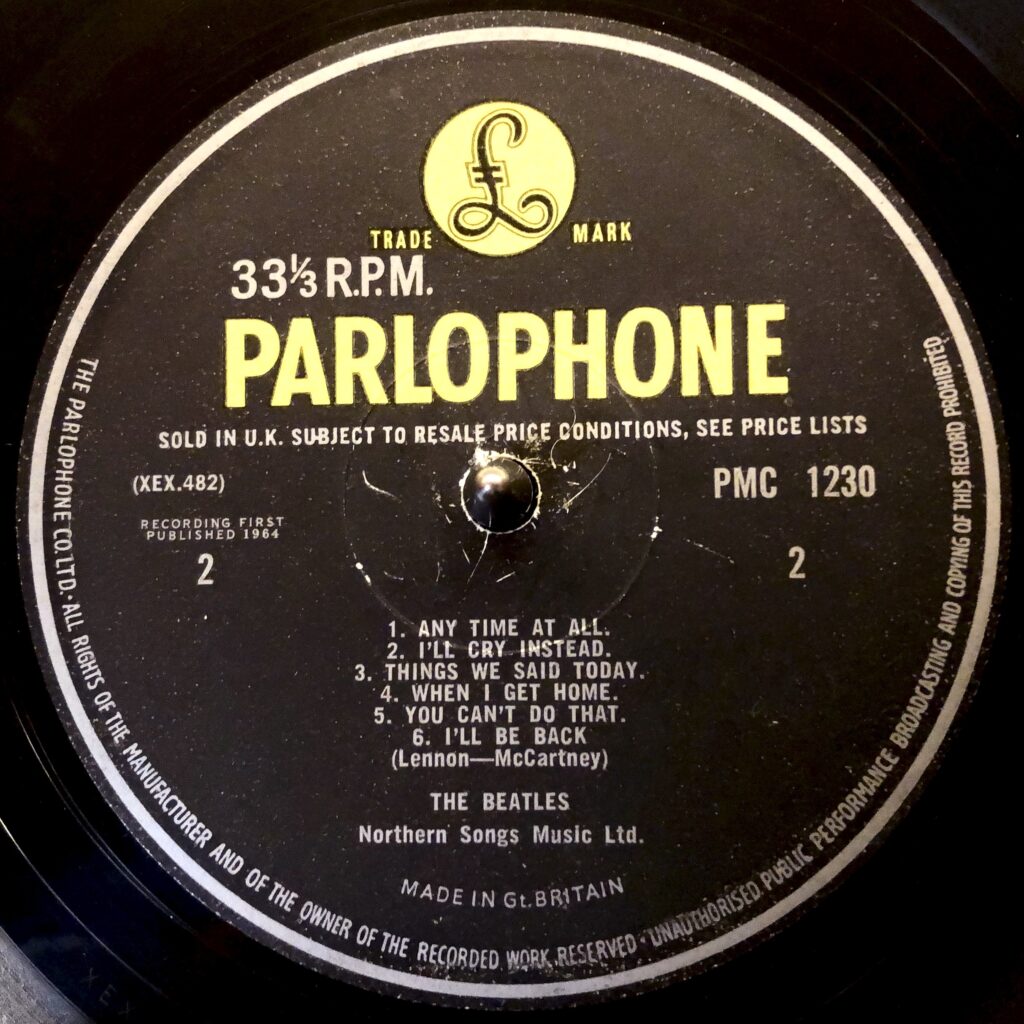 £
TRADE MARK
33⅓ R.P.M.
PARLOPHONE
SOLD IN U.K. SUBJECT TO RESALE PRICE CONDITIONS, SEE PRICE LISTS
(XEX.482)
PMC 1230
RECORDING FIRST
PUBLISHED 1964
2
2
1. ANY TIME AT ALL.
2. I'LL CRY INSTEAD.
3. THINGS WE SAID TODAY.
4. WHEN I GET HOME.
5. YOU CAN'T DO THAT.
6. I'LL BE BACK
(Lennon—McCartney)
THE BEATLES
Northern Songs Music Ltd.
MADE IN Gt. BRITAIN
THE PARLOPHONE CO. LTD. · ALL RIGHTS OF THE MANUFACTURER AND OF THE OWNER OF THE RECORDED WORK RESERVED · UNAUTHORISED PUBLIC PERFORMANCE BROADCASTING AND COPYING OF THIS RECORD PROHIBITED